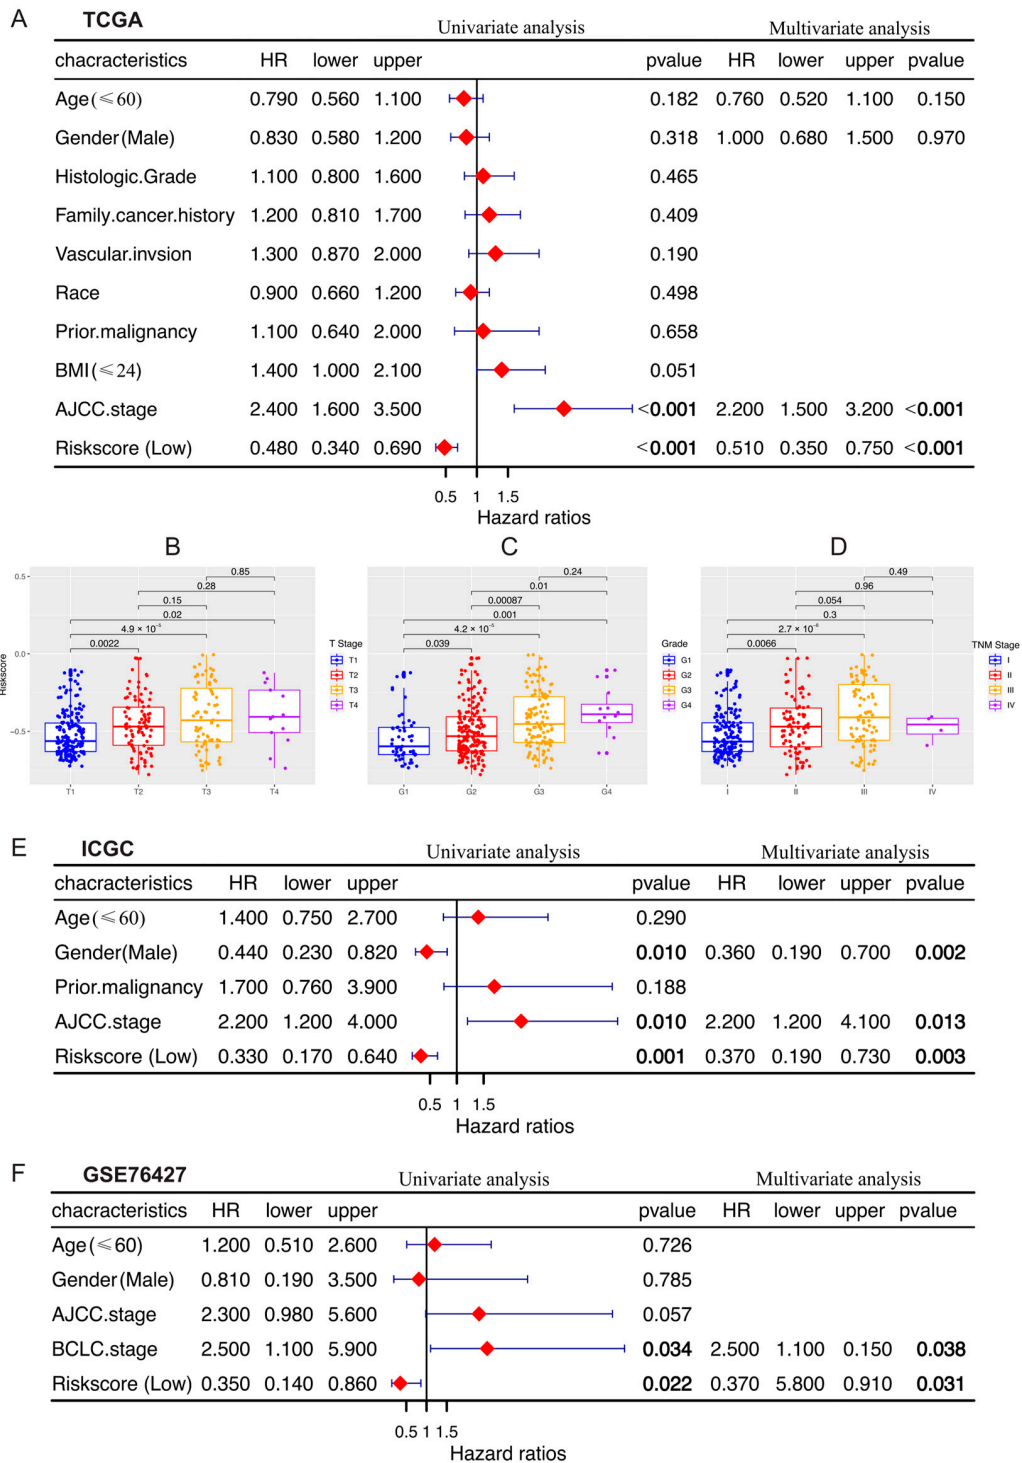 A TCGA Univariate analysis Multivariate analysis
chacracteristics HR lower upper pvalue HR lower upper pvalue
Age(≤60) 0.790 0.560 1.100 0.182 0.760 0.520 1.100 0.150
Gender(Male) 0.830 0.580 1.200 0.318 1.000 0.680 1.500 0.970
Histologic.Grade 1.100 0.800 1.600 0.465
Family.cancer.history 1.200 0.810 1.700 0.409
Vascular.invsion 1.300 0.870 2.000 0.190
Race 0.900 0.660 1.200 0.498
Prior.malignancy 1.100 0.640 2.000 0.658
BMI(≤24) 1.400 1.000 2.100 0.051
AJCC.stage 2.400 1.600 3.500 <0.001 2.200 1.500 3.200 <0.001
Riskscore (Low) 0.480 0.340 0.690 <0.001 0.510 0.350 0.750 <0.001
0.5 1 1.5
Hazard ratios
B
Riskscore
0.5
0.0
−0.5
0.85
0.28
0.15
0.02
4.9 × 10⁻⁵
0.0022
T1 T2 T3 T4
T Stage
T1
T2
T3
T4
C
0.24
0.01
0.00087
0.001
4.2 × 10⁻⁵
0.039
G1 G2 G3 G4
Grade
G1
G2
G3
G4
D
0.49
0.96
0.054
0.3
2.7 × 10⁻⁶
0.0066
I II III IV
TNM Stage
I
II
III
IV
E ICGC Univariate analysis Multivariate analysis
chacracteristics HR lower upper pvalue HR lower upper pvalue
Age(≤60) 1.400 0.750 2.700 0.290
Gender(Male) 0.440 0.230 0.820 0.010 0.360 0.190 0.700 0.002
Prior.malignancy 1.700 0.760 3.900 0.188
AJCC.stage 2.200 1.200 4.000 0.010 2.200 1.200 4.100 0.013
Riskscore (Low) 0.330 0.170 0.640 0.001 0.370 0.190 0.730 0.003
0.5 1 1.5
Hazard ratios
F GSE76427 Univariate analysis Multivariate analysis
chacracteristics HR lower upper pvalue HR lower upper pvalue
Age(≤60) 1.200 0.510 2.600 0.726
Gender(Male) 0.810 0.190 3.500 0.785
AJCC.stage 2.300 0.980 5.600 0.057
BCLC.stage 2.500 1.100 5.900 0.034 2.500 1.100 0.150 0.038
Riskscore (Low) 0.350 0.140 0.860 0.022 0.370 5.800 0.910 0.031
0.5 1 1.5
Hazard ratios